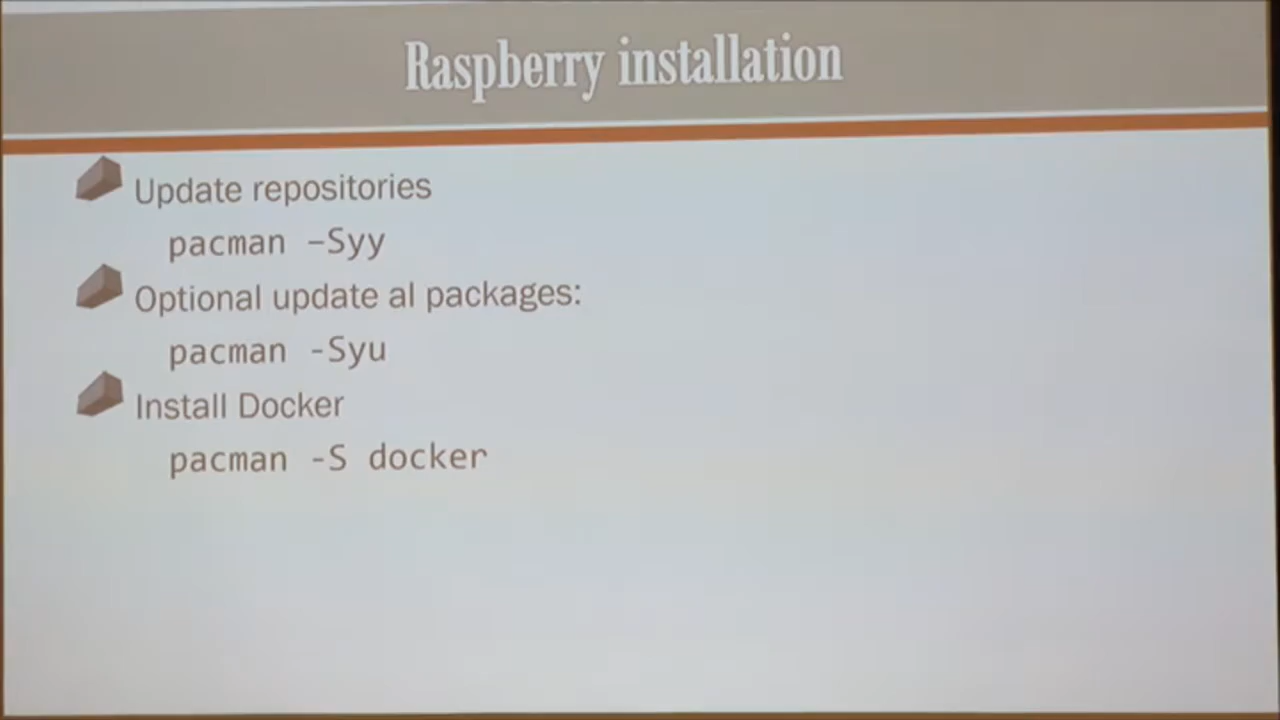 Raspberry installation
Update repositories
pacman –Syy
Optional update al packages:
pacman -Syu
Install Docker
pacman -S docker